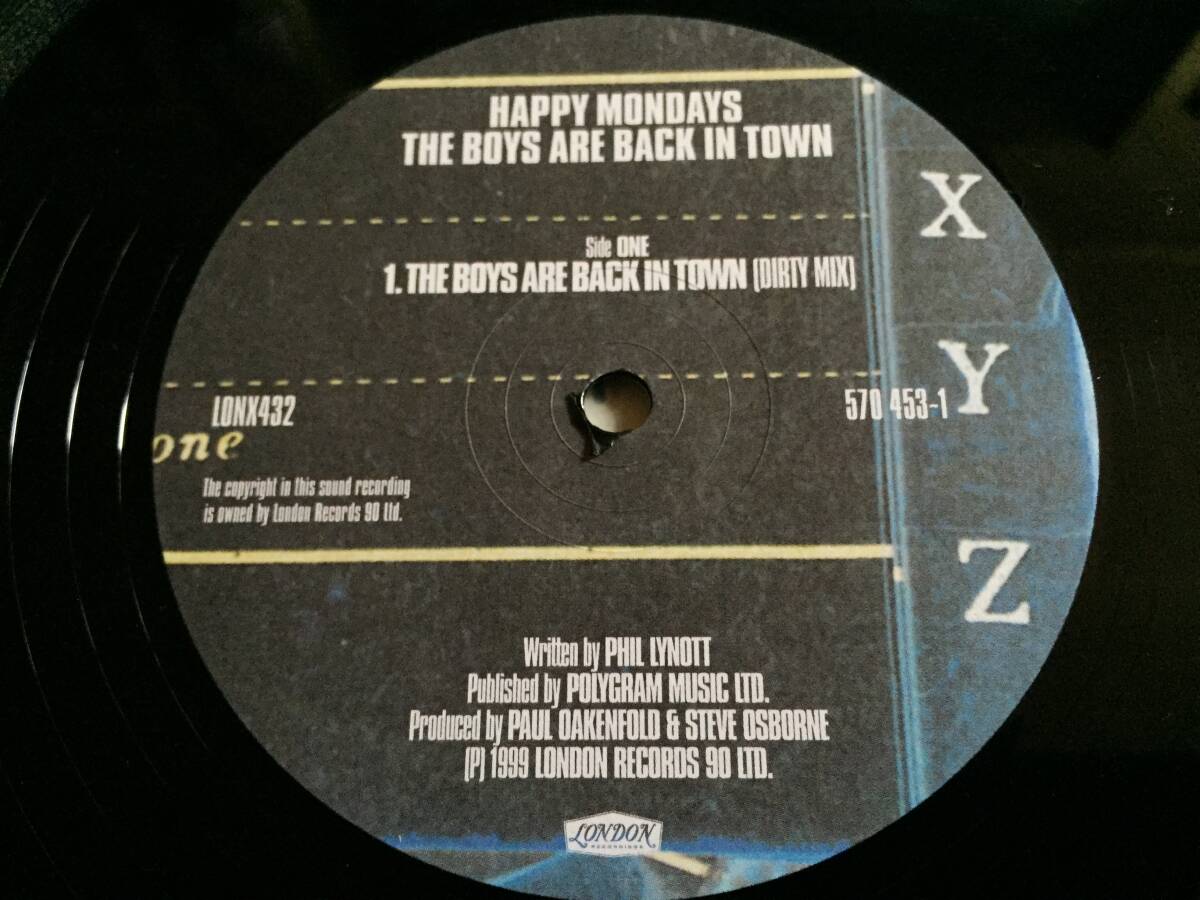 HAPPY MONDAYS
THE BOYS ARE BACK IN TOWN
X
Side ONE
1. THE BOYS ARE BACK IN TOWN (DIRTY MIX)
LONX432
570 453-1
Y
one
The copyright in this sound recording
is owned by London Records 90 Ltd.
Z
Written by PHIL LYNOTT
Published by POLYGRAM MUSIC LTD.
Produced by PAUL OAKENFOLD & STEVE OSBORNE
(P) 1999 LONDON RECORDS 90 LTD.
LONDON
RECORDINGS